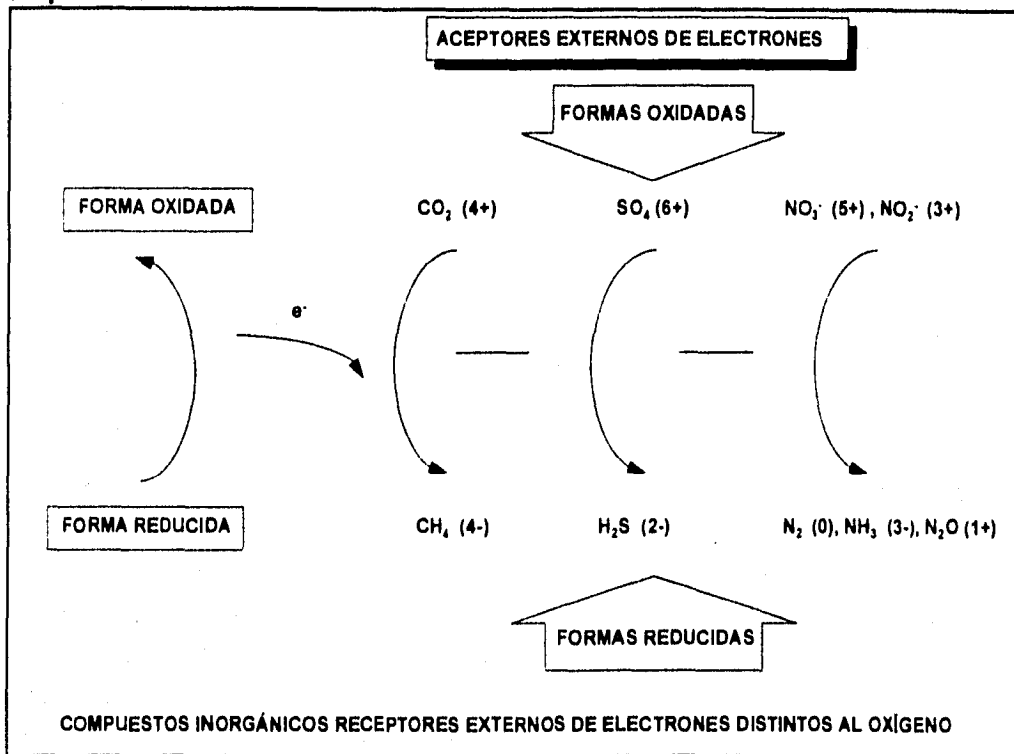 ACEPTORES EXTERNOS DE ELECTRONES
FORMAS OXIDADAS
FORMA OXIDADA
CO₂ (4+)
SO₄ (6+)
NO₃⁻ (5+) , NO₂⁻ (3+)
e⁻
FORMA REDUCIDA
CH₄ (4-)
H₂S (2-)
N₂ (0), NH₃ (3-), N₂O (1+)
FORMAS REDUCIDAS
COMPUESTOS INORGÁNICOS RECEPTORES EXTERNOS DE ELECTRONES DISTINTOS AL OXÍGENO